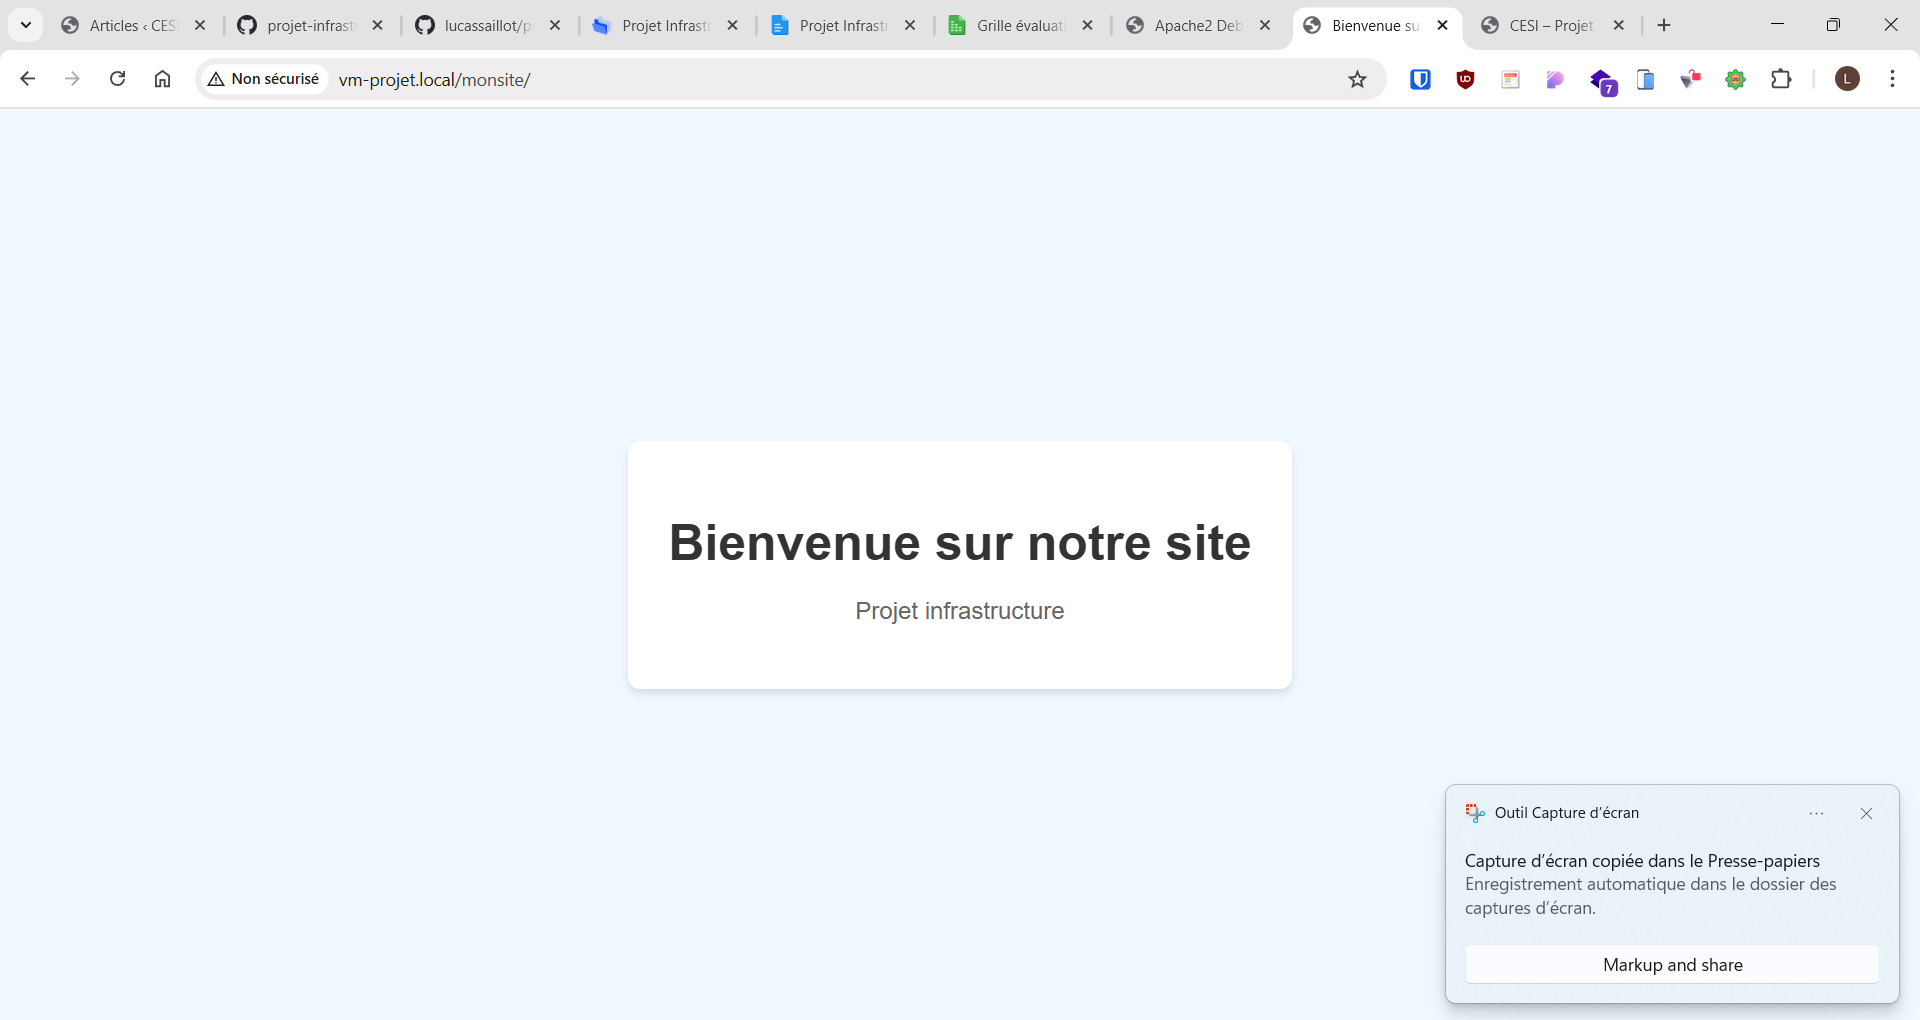 Articles ‹ CESI
projet-infrast
lucassaillot/p
Projet Infrastr
Projet Infrastr
Grille évaluati
Apache2 Deb
Bienvenue su
CESI – Projet
Non sécurisé
vm-projet.local/monsite/
7
L
Bienvenue sur notre site
Projet infrastructure
Outil Capture d’écran
Capture d’écran copiée dans le Presse-papiers
Enregistrement automatique dans le dossier des
captures d’écran.
Markup and share